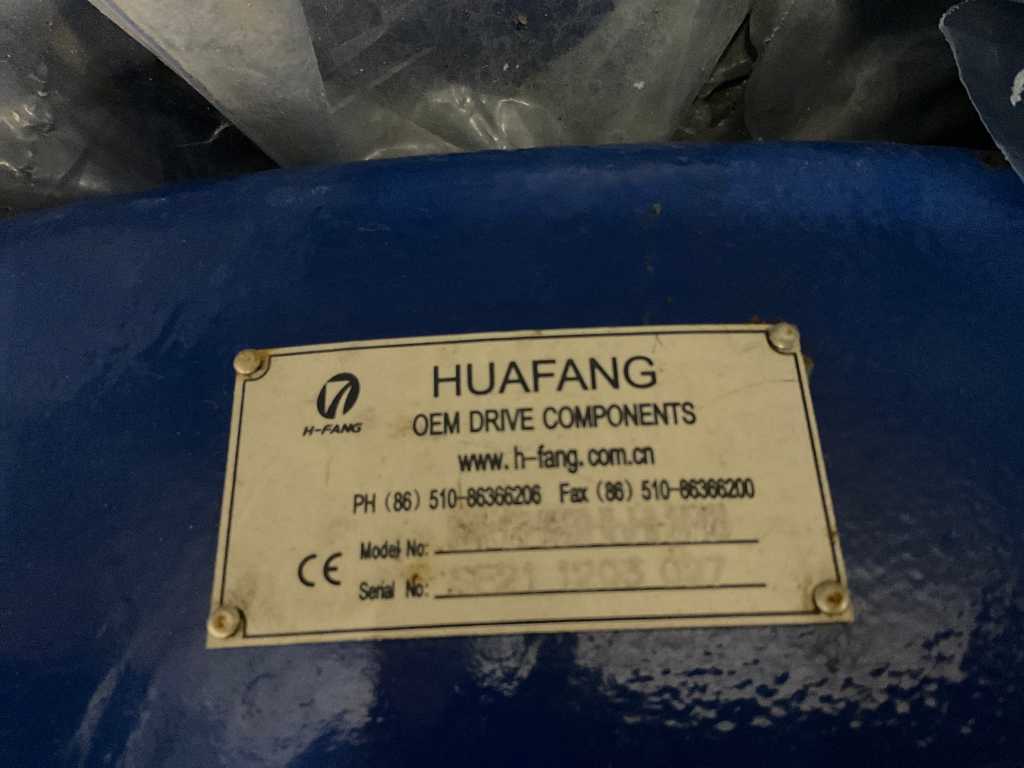 HUAFANG
H-FANG
OEM DRIVE COMPONENTS
www.h-fang.com.cn
PH (86) 510-86366206 Fax (86) 510-86366200
CE Model No:
Serial No: 1203